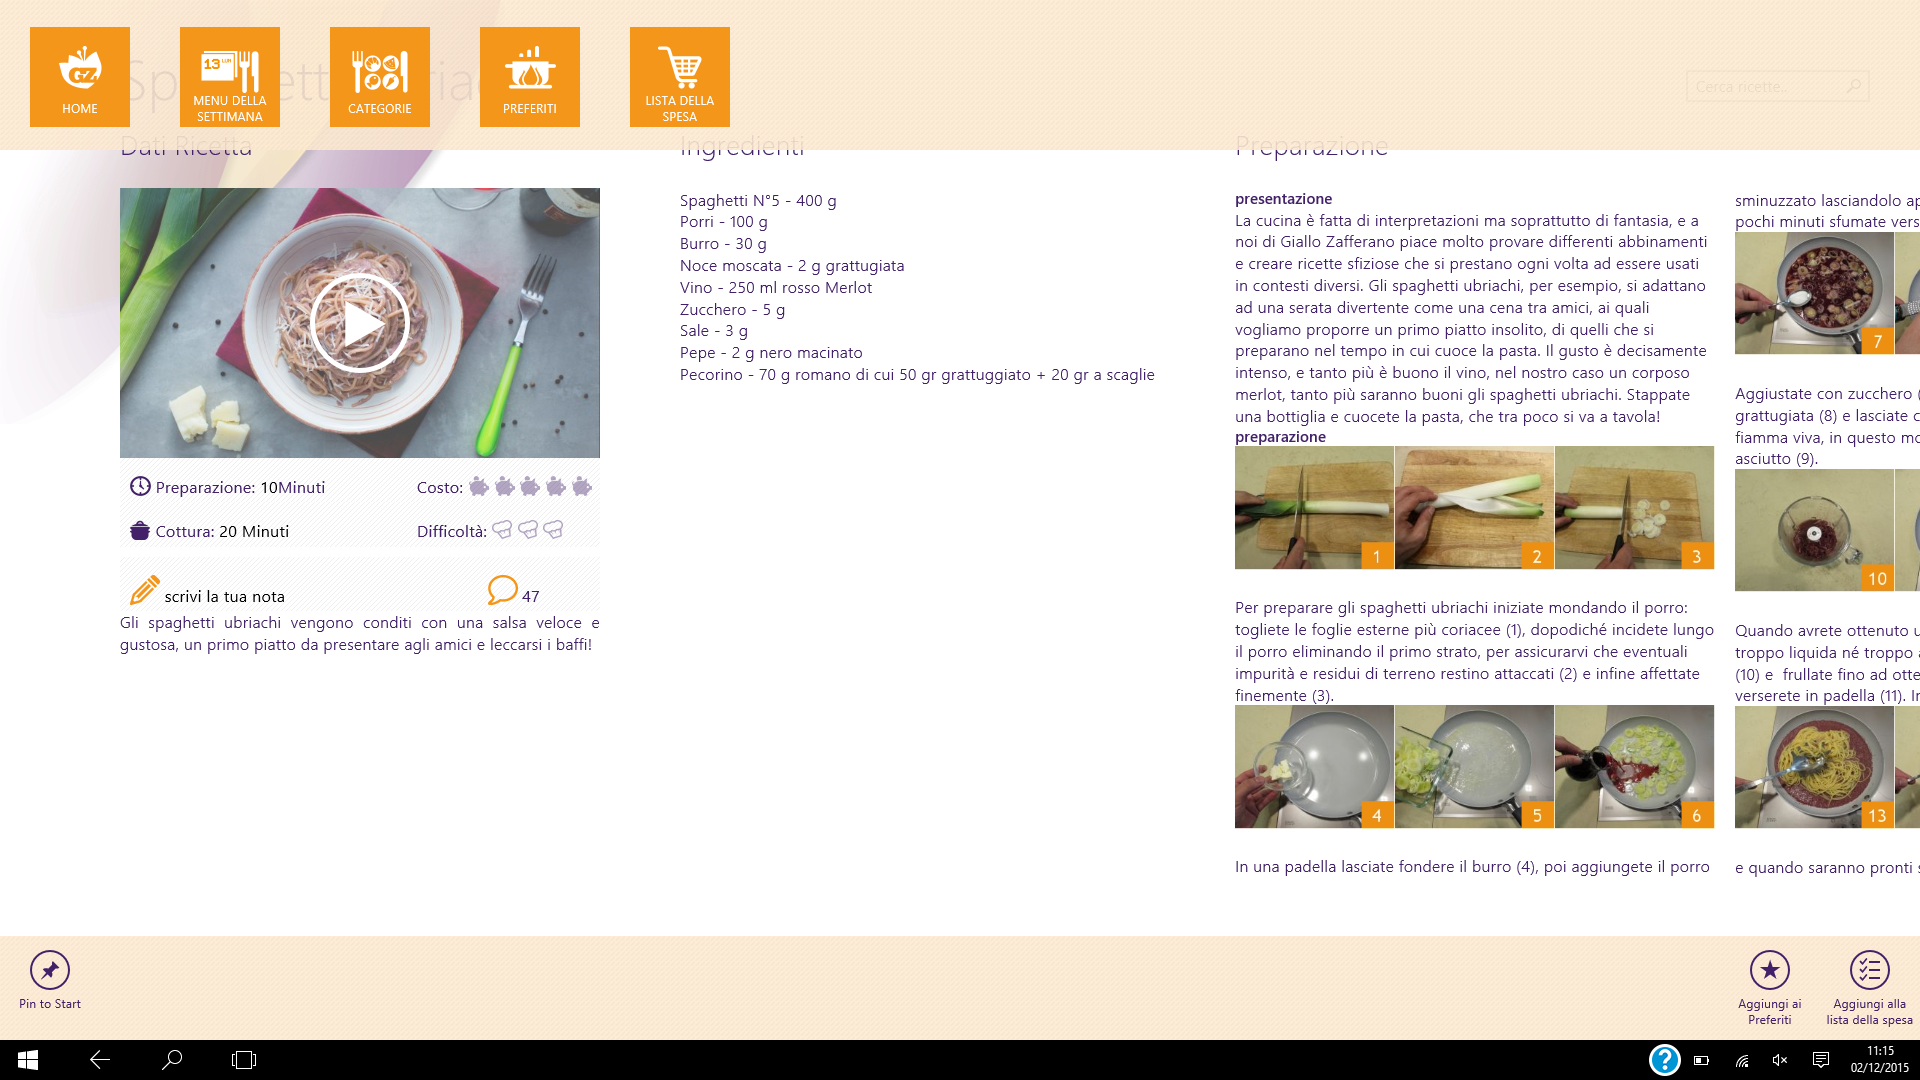 HOME
13 LUN
MENU DELLA
SETTIMANA
CATEGORIE
PREFERITI
LISTA DELLA
SPESA
Cerca ricette..
Dati Ricetta
Preparazione: 10Minuti
Costo:
Cottura: 20 Minuti
Difficoltà:
scrivi la tua nota
47
Gli spaghetti ubriachi vengono conditi con una salsa veloce e
gustosa, un primo piatto da presentare agli amici e leccarsi i baffi!
Ingredienti
Spaghetti N°5 - 400 g
Porri - 100 g
Burro - 30 g
Noce moscata - 2 g grattugiata
Vino - 250 ml rosso Merlot
Zucchero - 5 g
Sale - 3 g
Pepe - 2 g nero macinato
Pecorino - 70 g romano di cui 50 gr grattuggiato + 20 gr a scaglie
Preparazione
presentazione
La cucina è fatta di interpretazioni ma soprattutto di fantasia, e a
noi di Giallo Zafferano piace molto provare differenti abbinamenti
e creare ricette sfiziose che si prestano ogni volta ad essere usati
in contesti diversi. Gli spaghetti ubriachi, per esempio, si adattano
ad una serata divertente come una cena tra amici, ai quali
vogliamo proporre un primo piatto insolito, di quelli che si
preparano nel tempo in cui cuoce la pasta. Il gusto è decisamente
intenso, e tanto più è buono il vino, nel nostro caso un corposo
merlot, tanto più saranno buoni gli spaghetti ubriachi. Stappate
una bottiglia e cuocete la pasta, che tra poco si va a tavola!
preparazione
1 2 3
Per preparare gli spaghetti ubriachi iniziate mondando il porro:
togliete le foglie esterne più coriacee (1), dopodiché incidete lungo
il porro eliminando il primo strato, per assicurarvi che eventuali
impurità e residui di terreno restino attaccati (2) e infine affettate
finemente (3).
4 5 6
In una padella lasciate fondere il burro (4), poi aggiungete il porro
sminuzzato lasciandolo ap
pochi minuti sfumate vers
7
Aggiustate con zucchero (
grattugiata (8) e lasciate c
fiamma viva, in questo mo
asciutto (9).
10
Quando avrete ottenuto u
troppo liquida né troppo a
(10) e frullate fino ad otte
verserete in padella (11). In
13
e quando saranno pronti s
Pin to Start
Aggiungi ai
Preferiti
Aggiungi alla
lista della spesa
11:15
02/12/2015